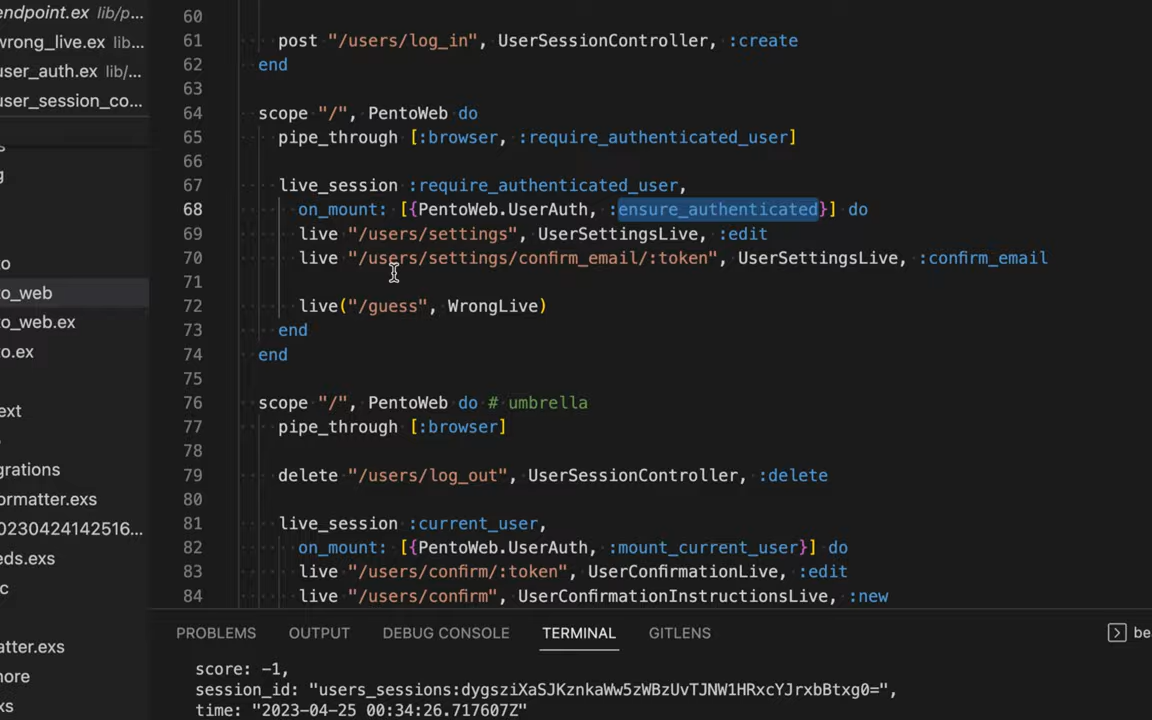 endpoint.ex lib/p...
wrong_live.ex lib...
user_auth.ex lib/...
user_session_co...
to_web
to_web.ex
to.ex
ext
grations
ormatter.exs
0230424142516...
eds.exs
atter.exs
nore
60
61 post "/users/log_in", UserSessionController, :create
62 end
63
64 scope "/", PentoWeb do
65 pipe_through [:browser, :require_authenticated_user]
66
67 live_session :require_authenticated_user,
68 on_mount: [{PentoWeb.UserAuth, :ensure_authenticated}] do
69 live "/users/settings", UserSettingsLive, :edit
70 live "/users/settings/confirm_email/:token", UserSettingsLive, :confirm_email
71
72 live("/guess", WrongLive)
73 end
74 end
75
76 scope "/", PentoWeb do # umbrella
77 pipe_through [:browser]
78
79 delete "/users/log_out", UserSessionController, :delete
80
81 live_session :current_user,
82 on_mount: [{PentoWeb.UserAuth, :mount_current_user}] do
83 live "/users/confirm/:token", UserConfirmationLive, :edit
84 live "/users/confirm", UserConfirmationInstructionsLive, :new
PROBLEMS OUTPUT DEBUG CONSOLE TERMINAL GITLENS be
score: -1,
session_id: "users_sessions:dygsziXaSJKznkaWw5zWBzUvTJNW1HRxcYJrxbBtxg0=",
time: "2023-04-25 00:34:26.717607Z"